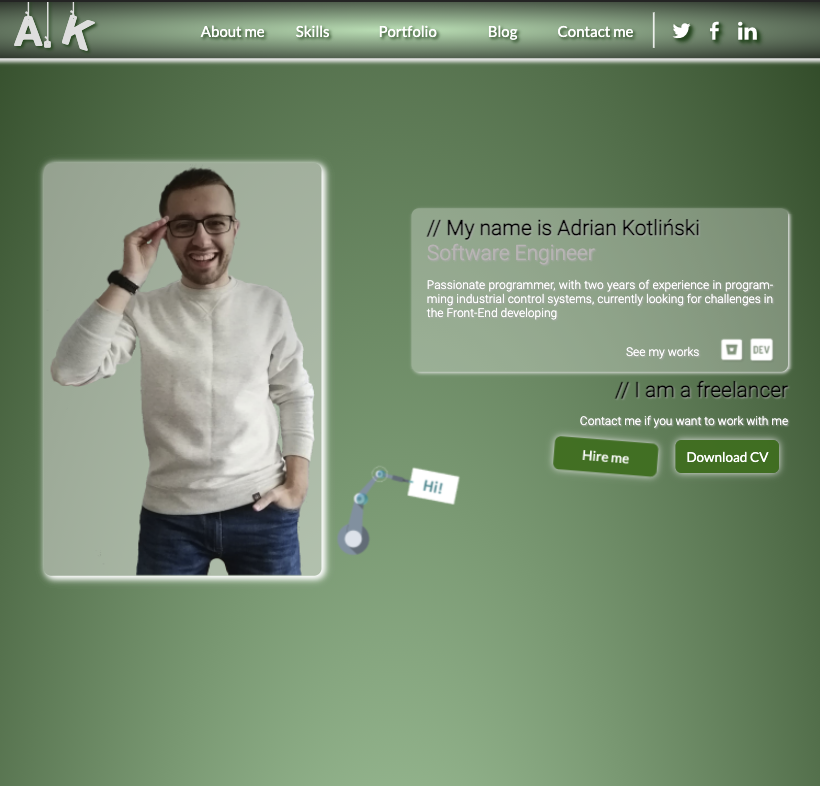 A. K
About me Skills Portfolio Blog Contact me
// My name is Adrian Kotliński
Software Engineer
Passionate programmer, with two years of experience in program-
ming industrial control systems, currently looking for challenges in
the Front-End developing
See my works DEV
// I am a freelancer
Contact me if you want to work with me
Hire me Download CV
Hi!